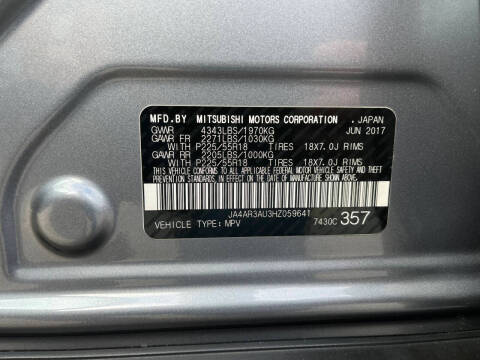 MFD.BY MITSUBISHI MOTORS CORPORATION . JAPAN
GVWR 4343LBS/1970KG JUN 2017
GAWR FR 2271LBS/1030KG
WITH P225/55R18 TIRES 18X7.0J RIMS
GAWR RR 2205LBS/1000KG
WITH P225/55R18 TIRES 18X7.0J RIMS
THIS VEHICLE CONFORMS TO ALL APPLICABLE FEDERAL MOTOR VEHICLE SAFETY, BUMPER, AND THEFT
PREVENTION STANDARDS, IN EFFECT ON THE DATE OF MANUFACTURE SHOWN ABOVE.
JA4AR3AU3HZ059641
VEHICLE TYPE: MPV 7430C 357